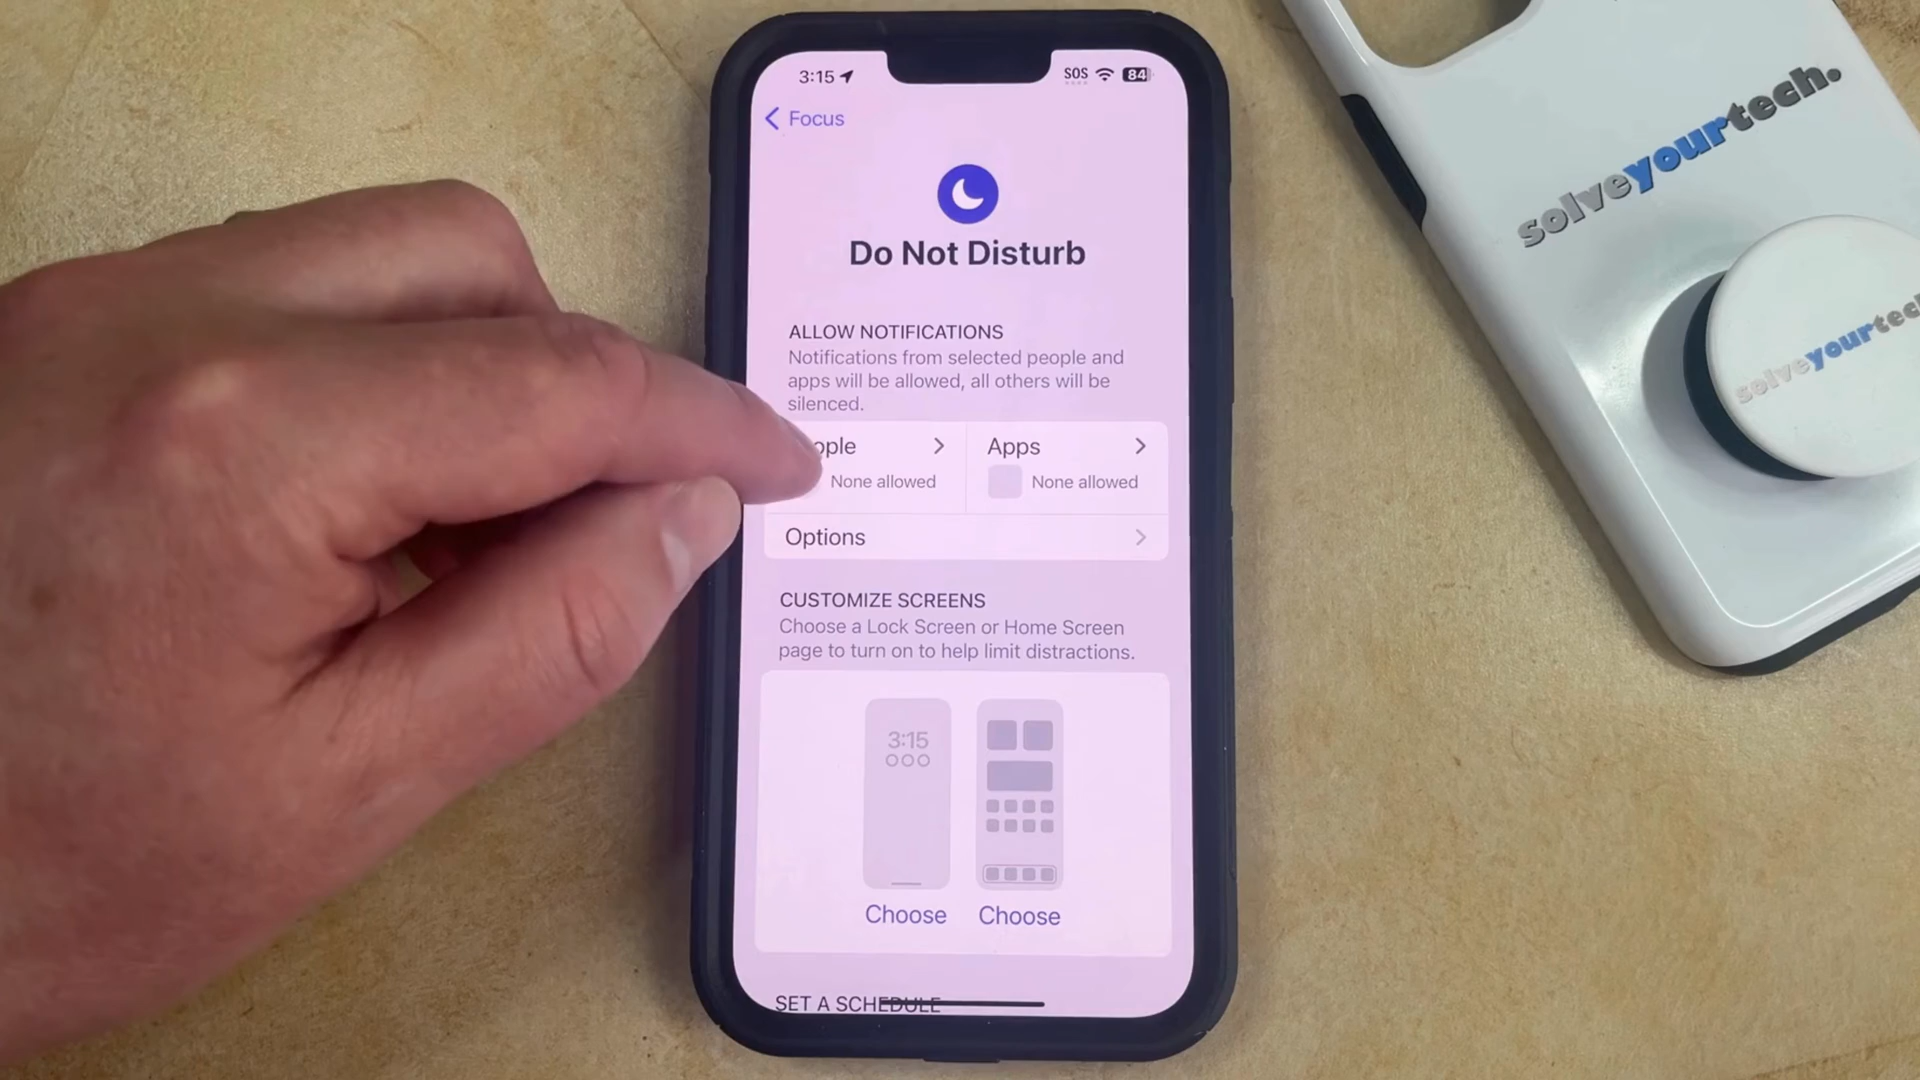 3:15
SOS
84
Focus
Do Not Disturb
ALLOW NOTIFICATIONS
Notifications from selected people and
apps will be allowed, all others will be
silenced.
ople
None allowed
Apps
None allowed
Options
CUSTOMIZE SCREENS
Choose a Lock Screen or Home Screen
page to turn on to help limit distractions.
3:15
Choose
Choose
SET A SCHEDULE
solveyourtech.
solveyourtech